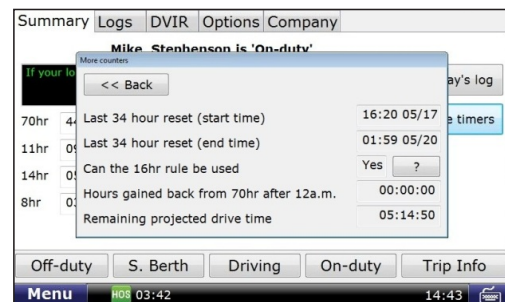 Summary Logs DVIR Options Company
Mike Stephenson is 'On-duty'
More counters
If your lo
<< Back
ay's log
Last 34 hour reset (start time) 16:20 05/17
70hr 44
e timers
Last 34 hour reset (end time) 01:59 05/20
11hr 09
Can the 16hr rule be used Yes ?
14hr 05
Hours gained back from 70hr after 12a.m. 00:00:00
8hr 03
Remaining projected drive time 05:14:50
Off-duty S. Berth Driving On-duty Trip Info
Menu HOS 03:42 14:43